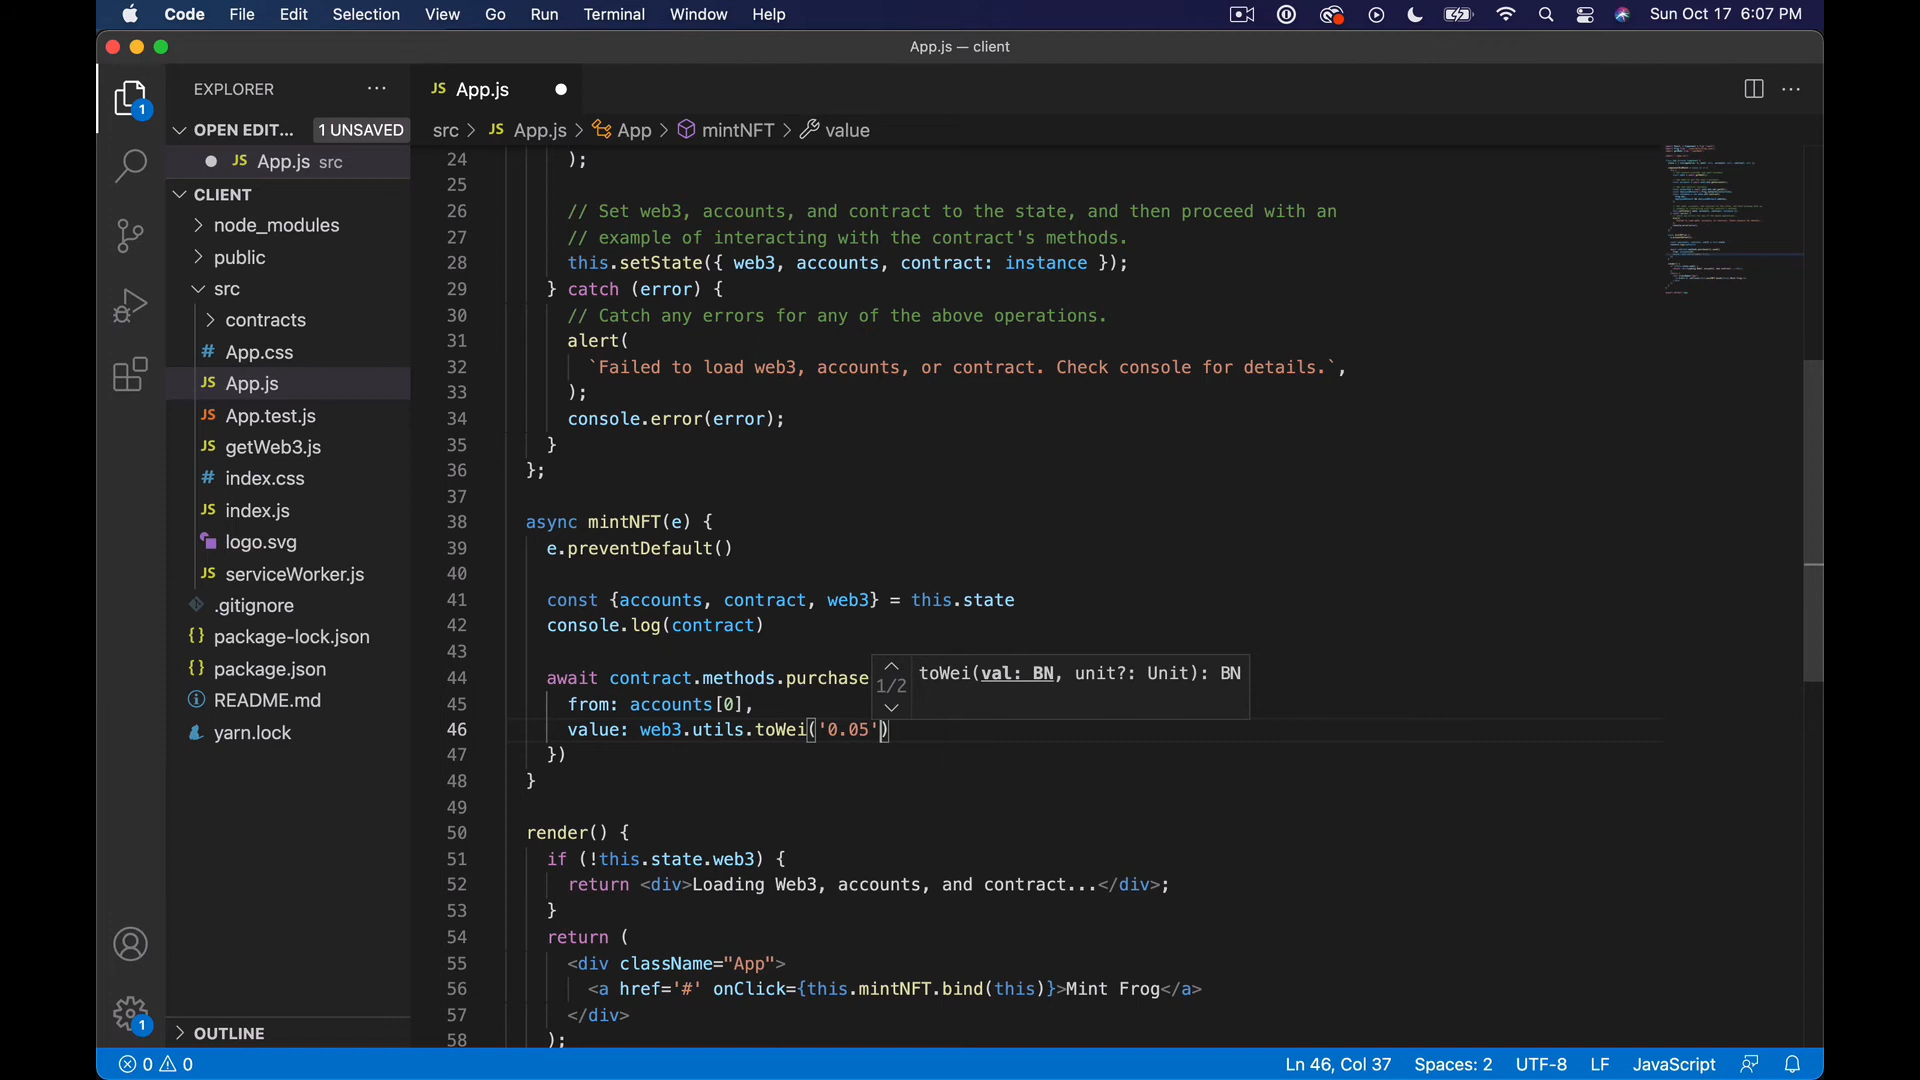 Code File Edit Selection View Go Run Terminal Window Help Sun Oct 17 6:07 PM
App.js — client
EXPLORER
JS App.js
OPEN EDIT... 1 UNSAVED
JS App.js src
src > JS App.js > App > mintNFT > value
CLIENT
node_modules
public
src
contracts
# App.css
JS App.js
JS App.test.js
JS getWeb3.js
# index.css
JS index.js
logo.svg
JS serviceWorker.js
.gitignore
{} package-lock.json
{} package.json
README.md
yarn.lock
OUTLINE
1
1
24 );
25
26 // Set web3, accounts, and contract to the state, and then proceed with an
27 // example of interacting with the contract's methods.
28 this.setState({ web3, accounts, contract: instance });
29 } catch (error) {
30 // Catch any errors for any of the above operations.
31 alert(
32 `Failed to load web3, accounts, or contract. Check console for details.`,
33 );
34 console.error(error);
35 }
36 };
37
38 async mintNFT(e) {
39 e.preventDefault()
40
41 const {accounts, contract, web3} = this.state
42 console.log(contract)
43
44 await contract.methods.purchase
1/2 toWei(val: BN, unit?: Unit): BN
45 from: accounts[0],
46 value: web3.utils.toWei('0.05')
47 })
48 }
49
50 render() {
51 if (!this.state.web3) {
52 return <div>Loading Web3, accounts, and contract...</div>;
53 }
54 return (
55 <div className="App">
56 <a href='#' onClick={this.mintNFT.bind(this)}>Mint Frog</a>
57 </div>
58 );
0 0 Ln 46, Col 37 Spaces: 2 UTF-8 LF JavaScript